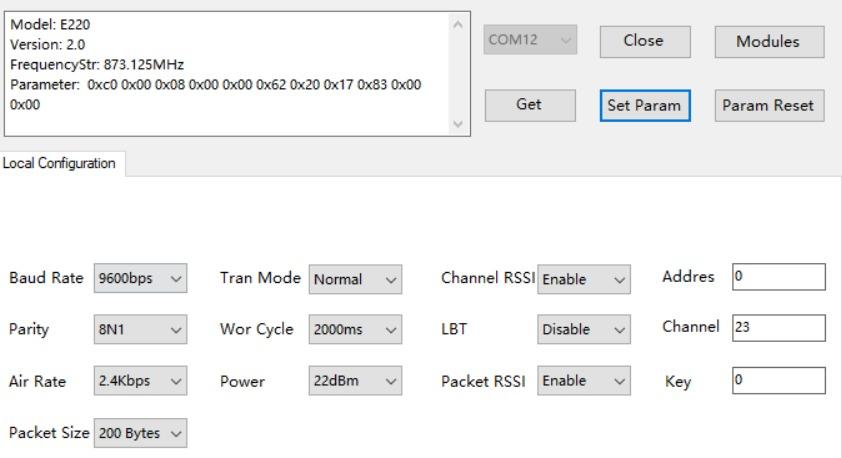 Model: E220
Version: 2.0
FrequencyStr: 873.125MHz
Parameter:  0xc0 0x00 0x08 0x00 0x00 0x62 0x20 0x17 0x83 0x00
0x00
COM12 Close Modules
Get Set Param Param Reset
Local Configuration
Baud Rate 9600bps Tran Mode Normal Channel RSSI Enable Addres 0
Parity 8N1 Wor Cycle 2000ms LBT Disable Channel 23
Air Rate 2.4Kbps Power 22dBm Packet RSSI Enable Key 0
Packet Size 200 Bytes